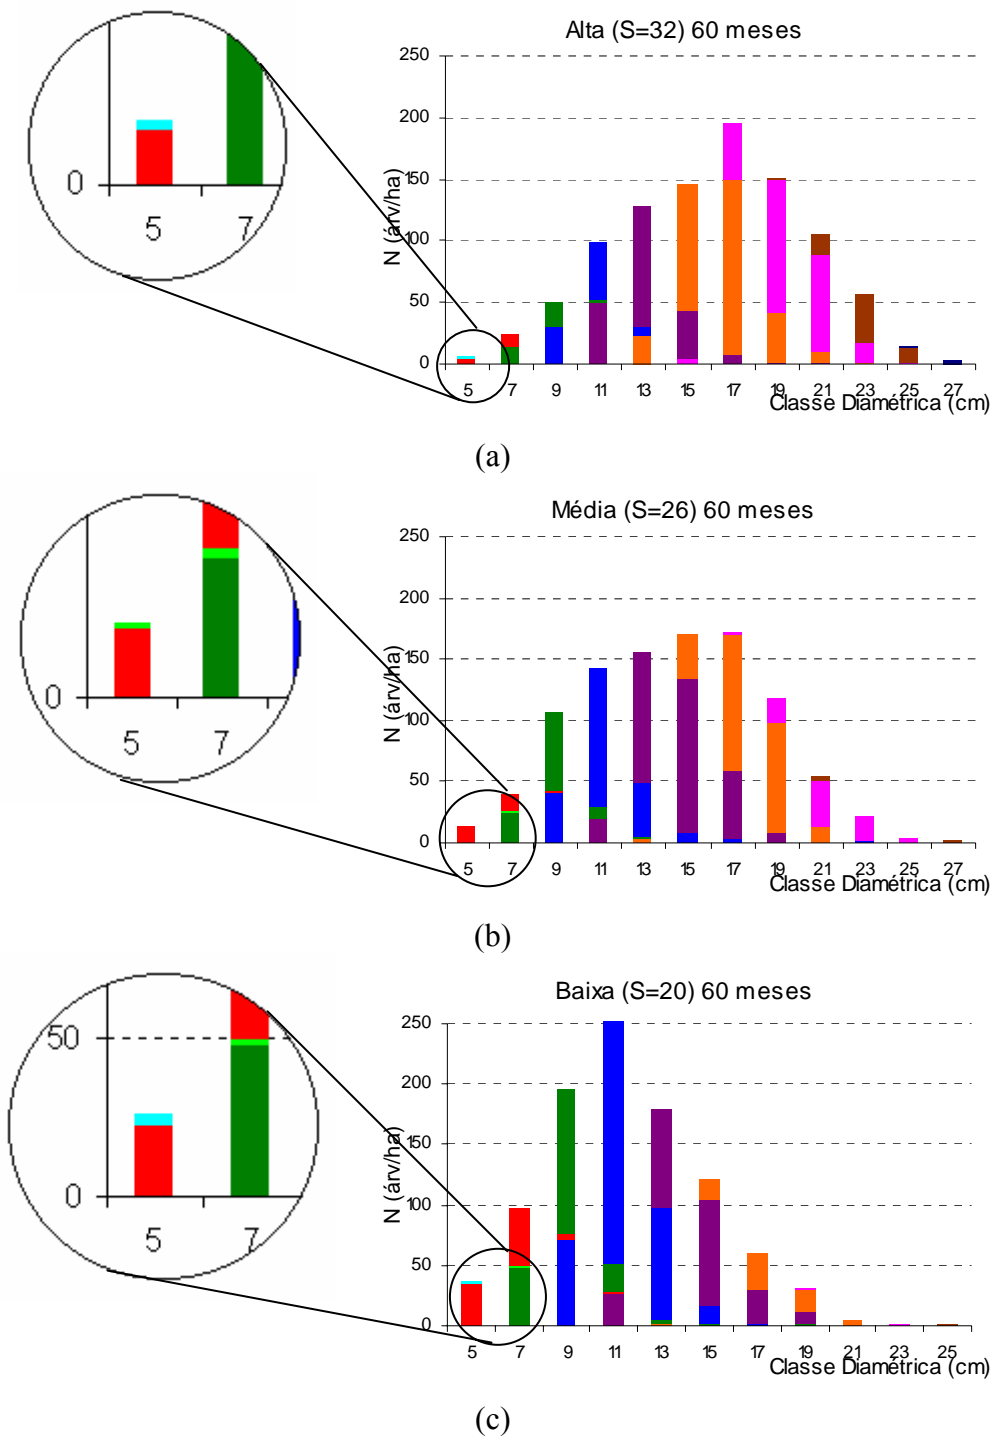 Alta (S=32) 60 meses
250
200
150
100
50
0
N (árv/ha)
5 7 9 11 13 15 17 19 21 23 25 27
Classe Diamétrica (cm)
0
5 7
(a)
Média (S=26) 60 meses
250
200
150
100
50
0
N (árv/ha)
5 7 9 11 13 15 17 19 21 23 25 27
Classe Diamétrica (cm)
0
5 7
(b)
Baixa (S=20) 60 meses
250
200
150
100
50
0
N (árv/ha)
5 7 9 11 13 15 17 19 21 23 25
Classe Diamétrica (cm)
50
0
5 7
(c)